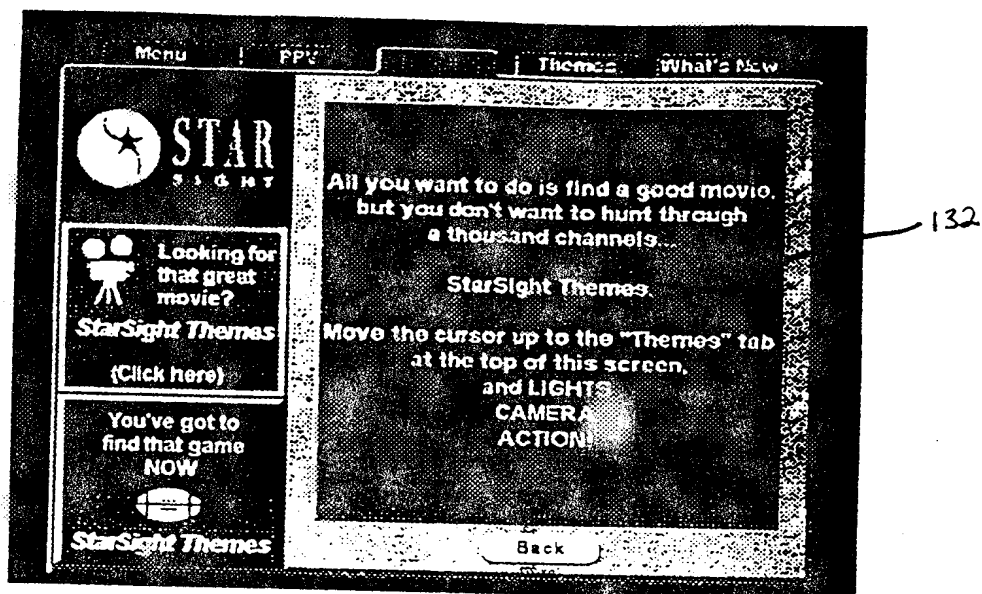 Menu
PPV
Themes
What's New
STAR
SIGHT
Looking for
that great
movie?
StarSight Themes
(Click here)
You've got to
find that game
NOW
StarSight Themes
All you want to do is find a good movie,
but you don't want to hunt through
a thousand channels...
StarSight Themes.
Move the cursor up to the "Themes" tab
at the top of this screen,
and LIGHTS
CAMERA
ACTION!
Back
132